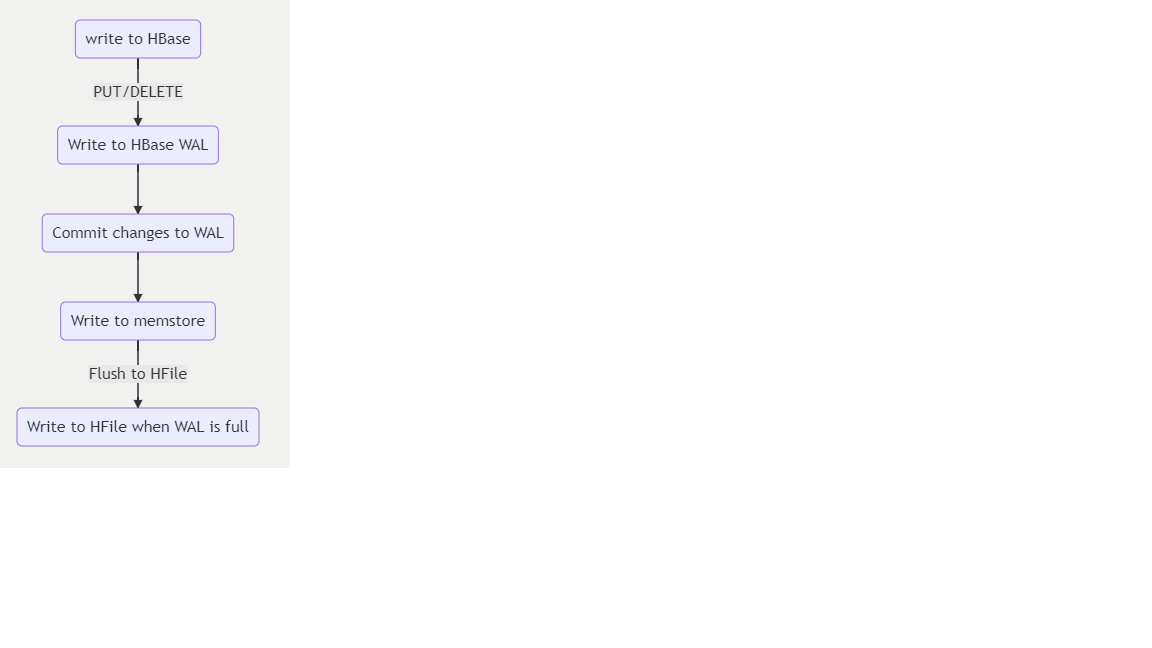 write to HBase
PUT/DELETE
Write to HBase WAL
Commit changes to WAL
Write to memstore
Flush to HFile
Write to HFile when WAL is full